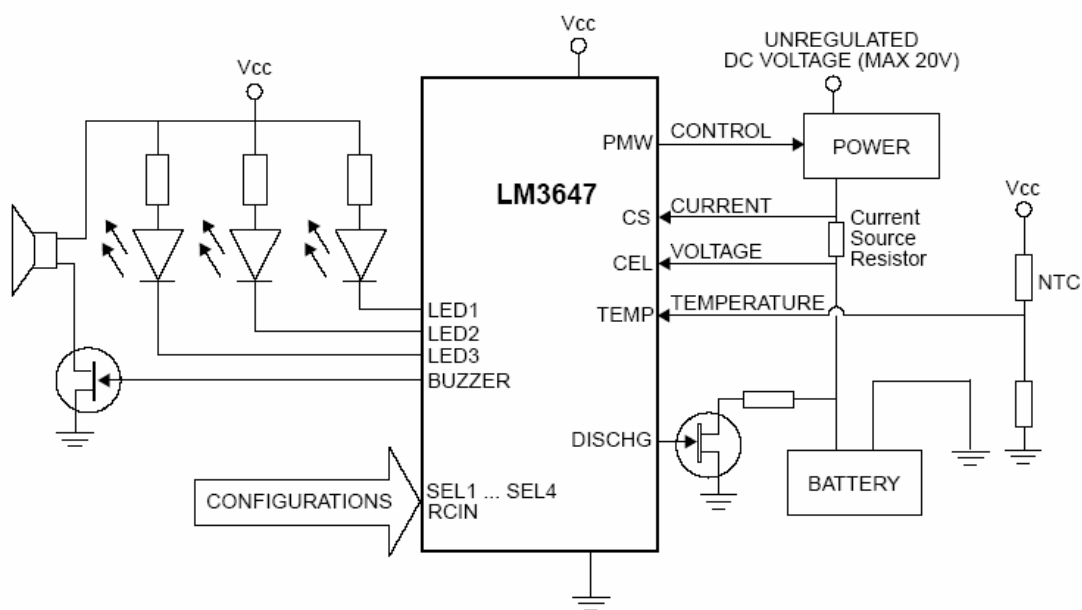 Vcc
UNREGULATED
DC VOLTAGE (MAX 20V)
Vcc
PMW
CONTROL
POWER
LM3647
Vcc
CS
CURRENT
Current
Source
Resistor
CEL
VOLTAGE
NTC
TEMP
TEMPERATURE
LED1
LED2
LED3
BUZZER
DISCHG
BATTERY
CONFIGURATIONS
SEL1 ... SEL4
RCIN